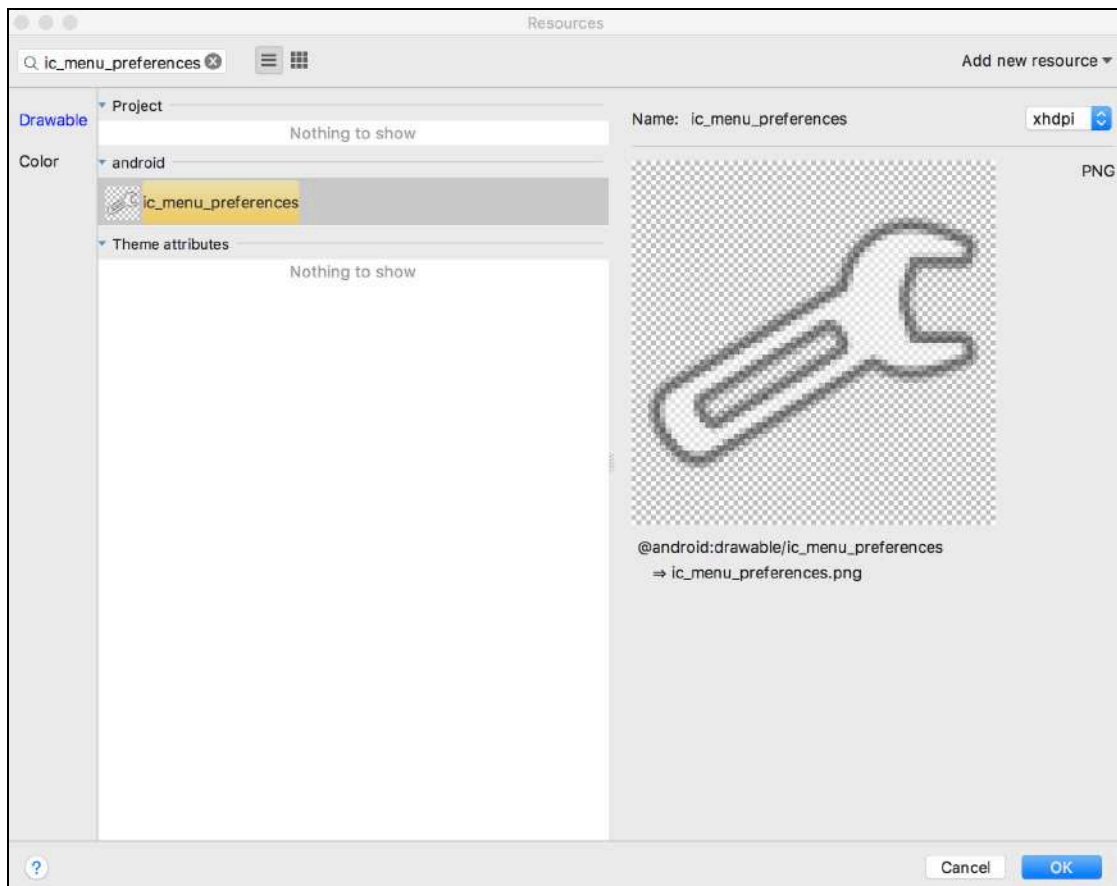 Resources
ic_menu_preferences
Add new resource
Drawable
Color
Project
Nothing to show
android
ic_menu_preferences
Theme attributes
Nothing to show
Name: ic_menu_preferences
xhdpi
PNG
@android:drawable/ic_menu_preferences
⇒ ic_menu_preferences.png
?
Cancel
OK